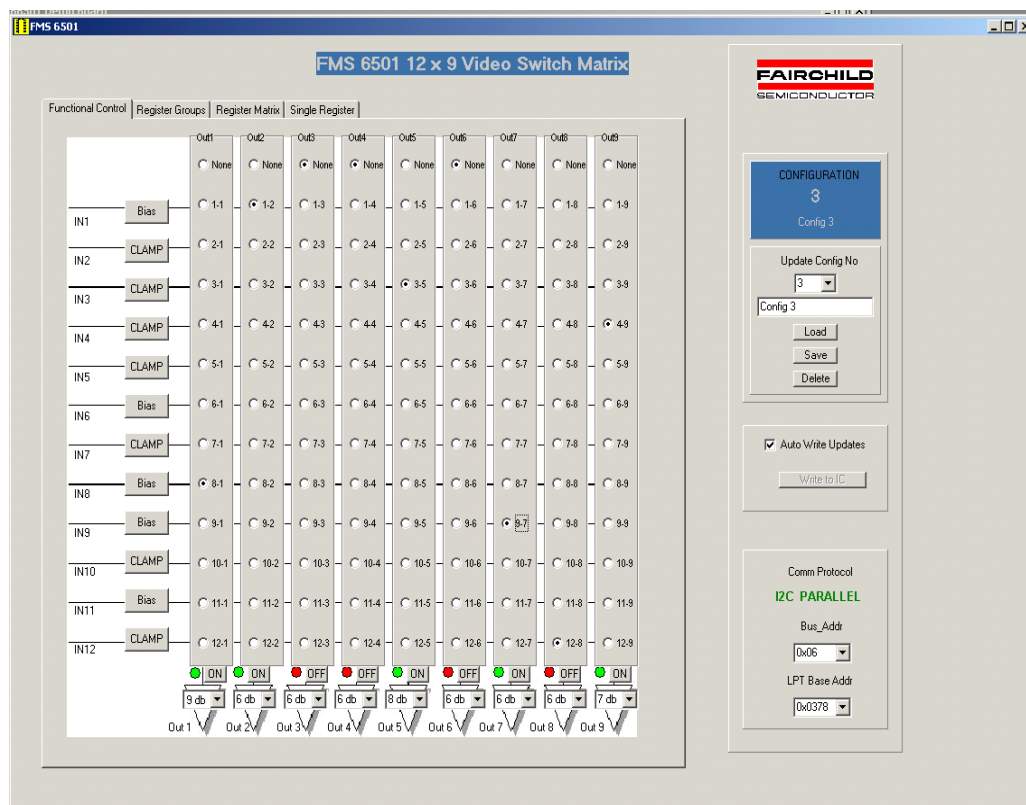 FMS 6501
FMS 6501 12 x 9 Video Switch Matrix
FAIRCHILD
SEMICONDUCTOR
Functional Control Register Groups Register Matrix Single Register
Out1 Out2 Out3 Out4 Out5 Out6 Out7 Out8 Out9
None None None None None None None None None
IN1 Bias 1-1 1-2 1-3 1-4 1-5 1-6 1-7 1-8 1-9
IN2 CLAMP 2-1 2-2 2-3 2-4 2-5 2-6 2-7 2-8 2-9
IN3 CLAMP 3-1 3-2 3-3 3-4 3-5 3-6 3-7 3-8 3-9
IN4 CLAMP 4-1 4-2 4-3 4-4 4-5 4-6 4-7 4-8 4-9
IN5 CLAMP 5-1 5-2 5-3 5-4 5-5 5-6 5-7 5-8 5-9
IN6 Bias 6-1 6-2 6-3 6-4 6-5 6-6 6-7 6-8 6-9
IN7 CLAMP 7-1 7-2 7-3 7-4 7-5 7-6 7-7 7-8 7-9
IN8 Bias 8-1 8-2 8-3 8-4 8-5 8-6 8-7 8-8 8-9
IN9 Bias 9-1 9-2 9-3 9-4 9-5 9-6 9-7 9-8 9-9
IN10 CLAMP 10-1 10-2 10-3 10-4 10-5 10-6 10-7 10-8 10-9
IN11 Bias 11-1 11-2 11-3 11-4 11-5 11-6 11-7 11-8 11-9
IN12 CLAMP 12-1 12-2 12-3 12-4 12-5 12-6 12-7 12-8 12-9
ON ON OFF OFF ON OFF ON OFF ON
9 db 6 db 6 db 6 db 8 db 6 db 6 db 6 db 7 db
Out 1 Out 2 Out 3 Out 4 Out 5 Out 6 Out 7 Out 8 Out 9
CONFIGURATION
3
Config 3
Update Config No
3
Config 3
Load
Save
Delete
Auto Write Updates
Write to IC
Comm Protocol
I2C PARALLEL
Bus_Addr
0x06
LPT Base Addr
0x0378